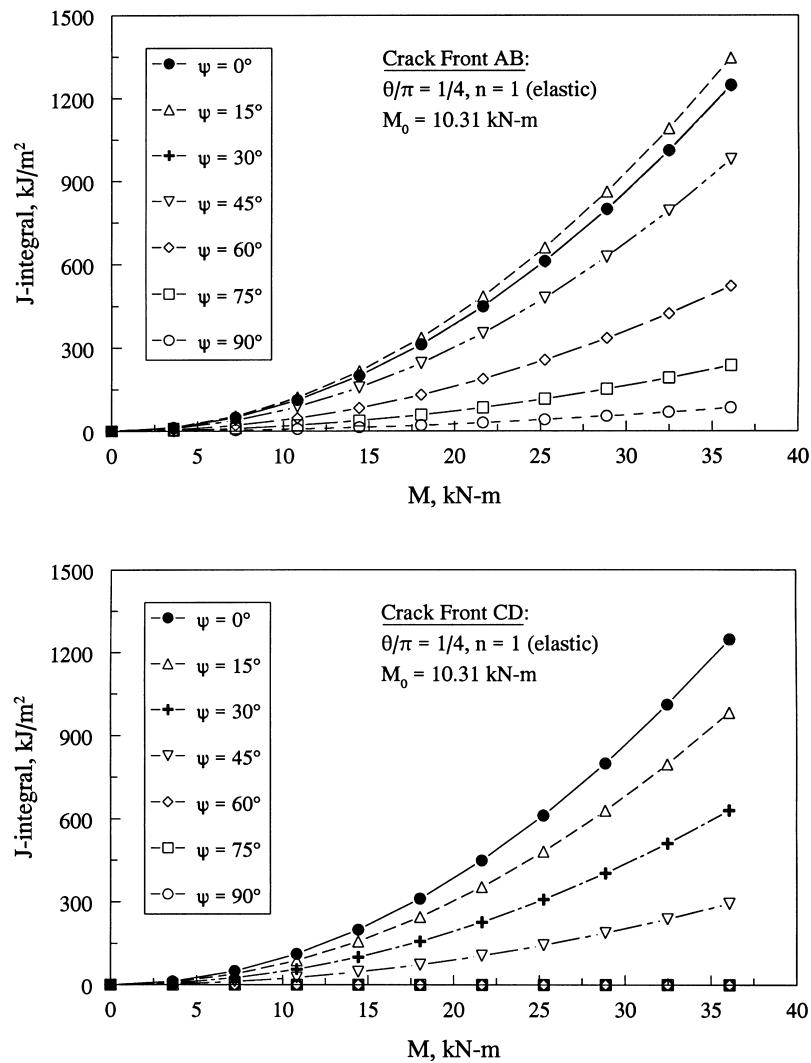 1500
1200
900
600
300
0
J-integral, kJ/m²
ψ = 0°
ψ = 15°
ψ = 30°
ψ = 45°
ψ = 60°
ψ = 75°
ψ = 90°
Crack Front AB:
θ/π = 1/4, n = 1 (elastic)
M₀ = 10.31 kN-m
0 5 10 15 20 25 30 35 40
M, kN-m
1500
1200
900
600
300
0
J-integral, kJ/m²
ψ = 0°
ψ = 15°
ψ = 30°
ψ = 45°
ψ = 60°
ψ = 75°
ψ = 90°
Crack Front CD:
θ/π = 1/4, n = 1 (elastic)
M₀ = 10.31 kN-m
0 5 10 15 20 25 30 35 40
M, kN-m